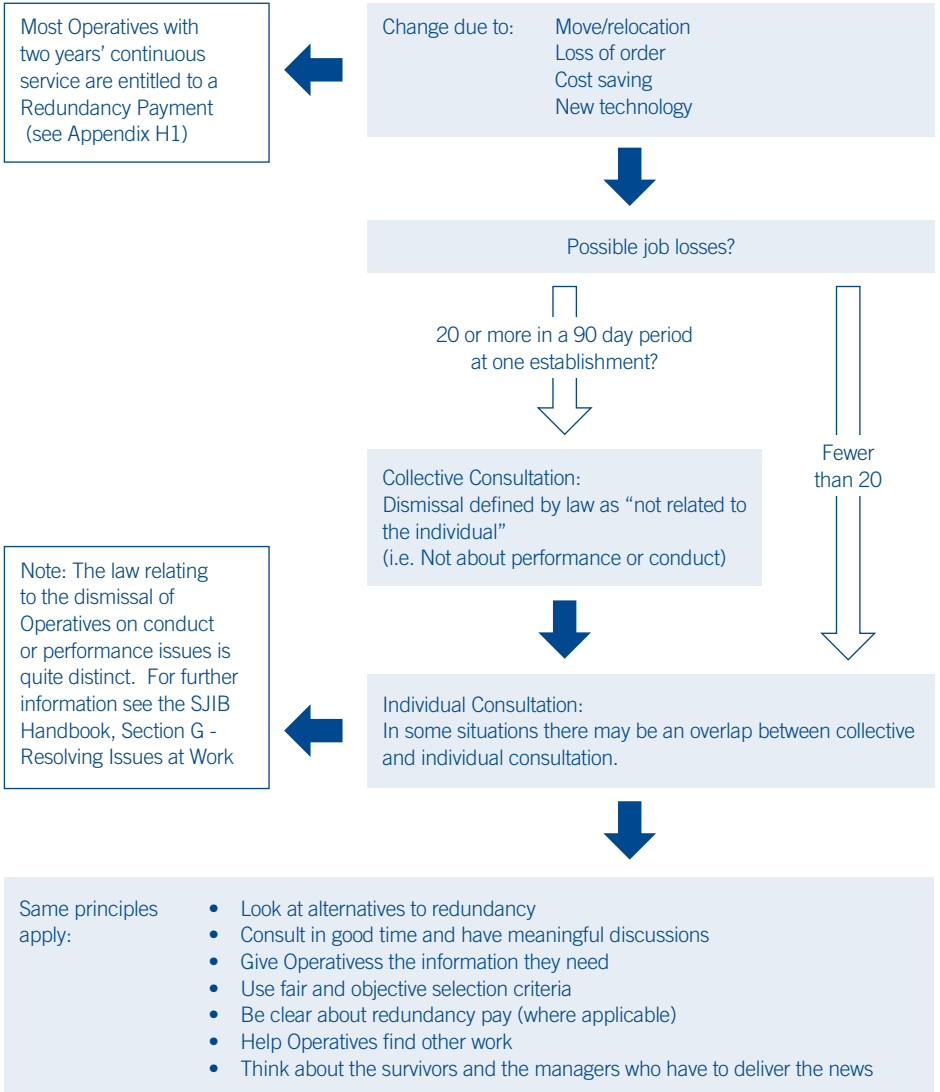 Most Operatives with
two years’ continuous
service are entitled to a
Redundancy Payment
(see Appendix H1)
Change due to: Move/relocation
Loss of order
Cost saving
New technology
Possible job losses?
20 or more in a 90 day period
at one establishment?
Fewer
than 20
Collective Consultation:
Dismissal defined by law as “not related to
the individual”
(i.e. Not about performance or conduct)
Note: The law relating
to the dismissal of
Operatives on conduct
or performance issues is
quite distinct. For further
information see the SJIB
Handbook, Section G -
Resolving Issues at Work
Individual Consultation:
In some situations there may be an overlap between collective
and individual consultation.
Same principles
apply:
• Look at alternatives to redundancy
• Consult in good time and have meaningful discussions
• Give Operativess the information they need
• Use fair and objective selection criteria
• Be clear about redundancy pay (where applicable)
• Help Operatives find other work
• Think about the survivors and the managers who have to deliver the news